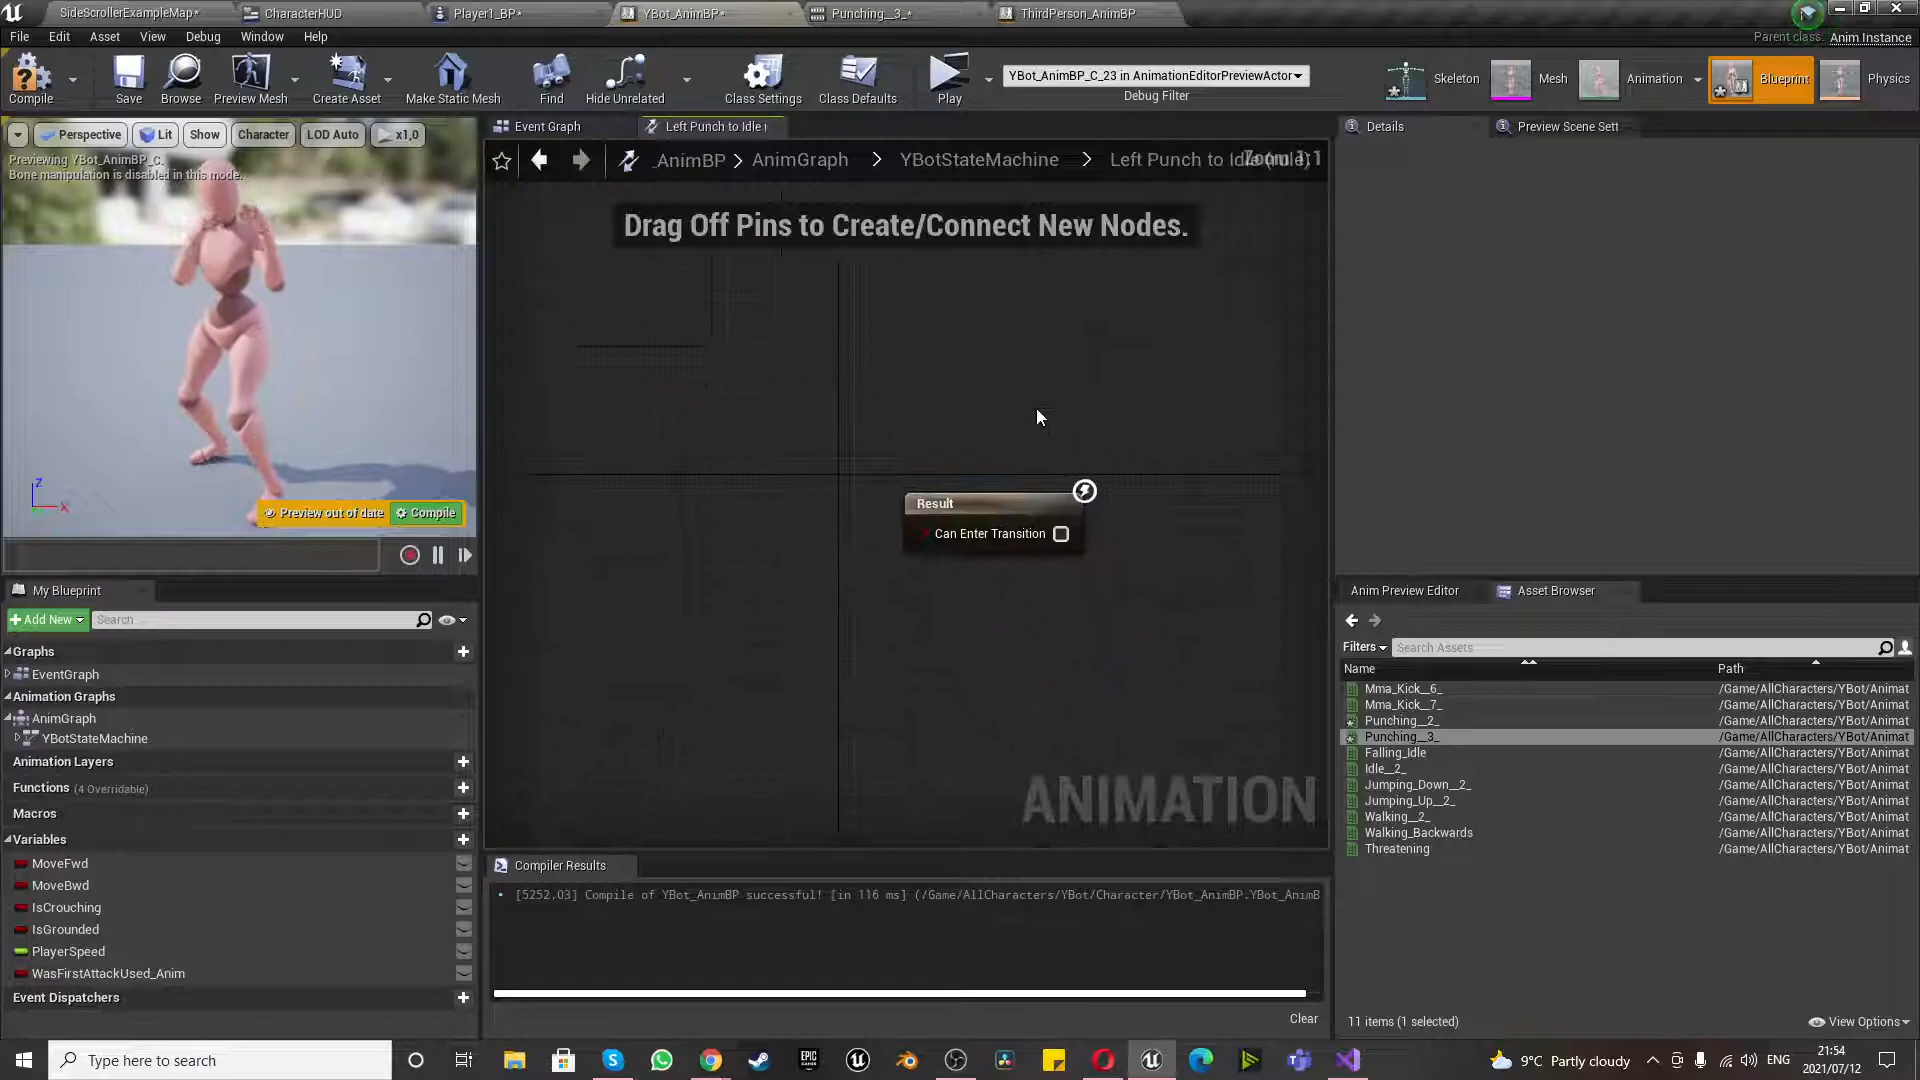 SideScrollerExampleMap*
CharacterHUD
Player1_BP*
YBot_AnimBP*
Punching__3_*
ThirdPerson_AnimBP
File Edit Asset View Debug Window Help
Parent class: Anim Instance
Compile
Save
Browse
Preview Mesh
Create Asset
Make Static Mesh
Find
Hide Unrelated
Class Settings
Class Defaults
Play
YBot_AnimBP_C_23 in AnimationEditorPreviewActor
Debug Filter
Skeleton
Mesh
Animation
Blueprint
Physics
Perspective
Lit
Show
Character
LOD Auto
x1,0
Previewing YBot_AnimBP_C.
Bone manipulation is disabled in this mode.
Z
X
Preview out of date
Compile
Event Graph
Left Punch to Idle
_AnimBP > AnimGraph > YBotStateMachine > Left Punch to Idle (rule)
Zoom 1:1
Drag Off Pins to Create/Connect New Nodes.
Result
Can Enter Transition
ANIMATION
Compiler Results
[5252,03] Compile of YBot_AnimBP successful! [in 116 ms] (/Game/AllCharacters/YBot/Character/YBot_AnimBP.YBot_AnimB
Clear
My Blueprint
Add New
Search
Graphs
EventGraph
Animation Graphs
AnimGraph
YBotStateMachine
Animation Layers
Functions (4 Overridable)
Macros
Variables
MoveFwd
MoveBwd
IsCrouching
IsGrounded
PlayerSpeed
WasFirstAttackUsed_Anim
Event Dispatchers
Details
Preview Scene Sett
Anim Preview Editor
Asset Browser
Filters
Search Assets
Name Path
Mma_Kick__6_ /Game/AllCharacters/YBot/Animat
Mma_Kick__7_ /Game/AllCharacters/YBot/Animat
Punching__2_ /Game/AllCharacters/YBot/Animat
Punching__3_ /Game/AllCharacters/YBot/Animat
Falling_Idle /Game/AllCharacters/YBot/Animat
Idle__2_ /Game/AllCharacters/YBot/Animat
Jumping_Down__2_ /Game/AllCharacters/YBot/Animat
Jumping_Up__2_ /Game/AllCharacters/YBot/Animat
Walking__2_ /Game/AllCharacters/YBot/Animat
Walking_Backwards /Game/AllCharacters/YBot/Animat
Threatening /Game/AllCharacters/YBot/Animat
11 items (1 selected)
View Options
Type here to search
EPIC GAMES
9°C Partly cloudy
ENG
21:54
2021/07/12